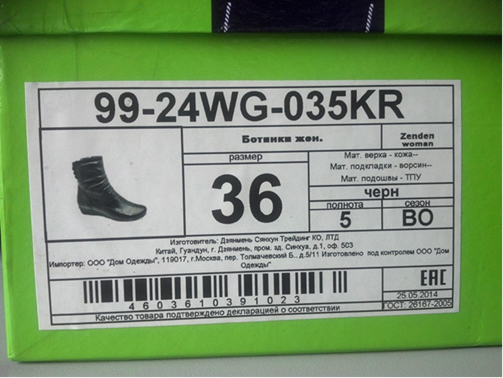 99-24WG-035KR
Ботинки жен.
Zenden
woman
размер
36
Мат. верха - кожа--
Мат. подкладки - ворсин--
Мат. подошвы - ТПУ
черн
полнота
сезон
5
ВО
Изготовитель: Дзянмень Сянхун Трейдинг КО, ЛТД
Китай, Гуандун, г. Дзянмень, пром. зд. Синхуа, д.1, оф. 503
Импортер: ООО "Дом Одежды", 119017, г.Москва, пер. Толмачевский Б., д.5/11 Изготовлено под контролем ООО "Дом
Одежды"
4603610391023
EAC
25.05.2014
Качество товара подтверждено декларацией о соответствии
ГОСТ: 26167-2005